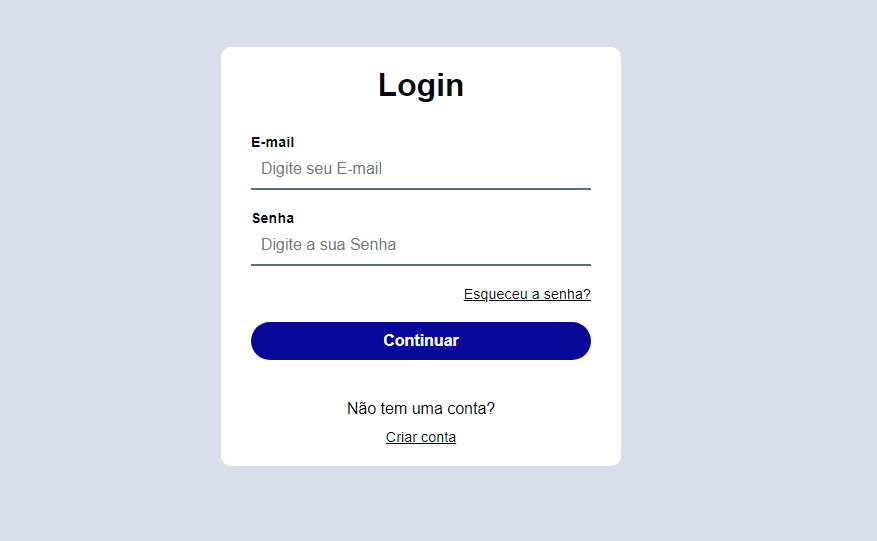 Login
E-mail
Digite seu E-mail
Senha
Digite a sua Senha
Esqueceu a senha?
Continuar
Não tem uma conta?
Criar conta